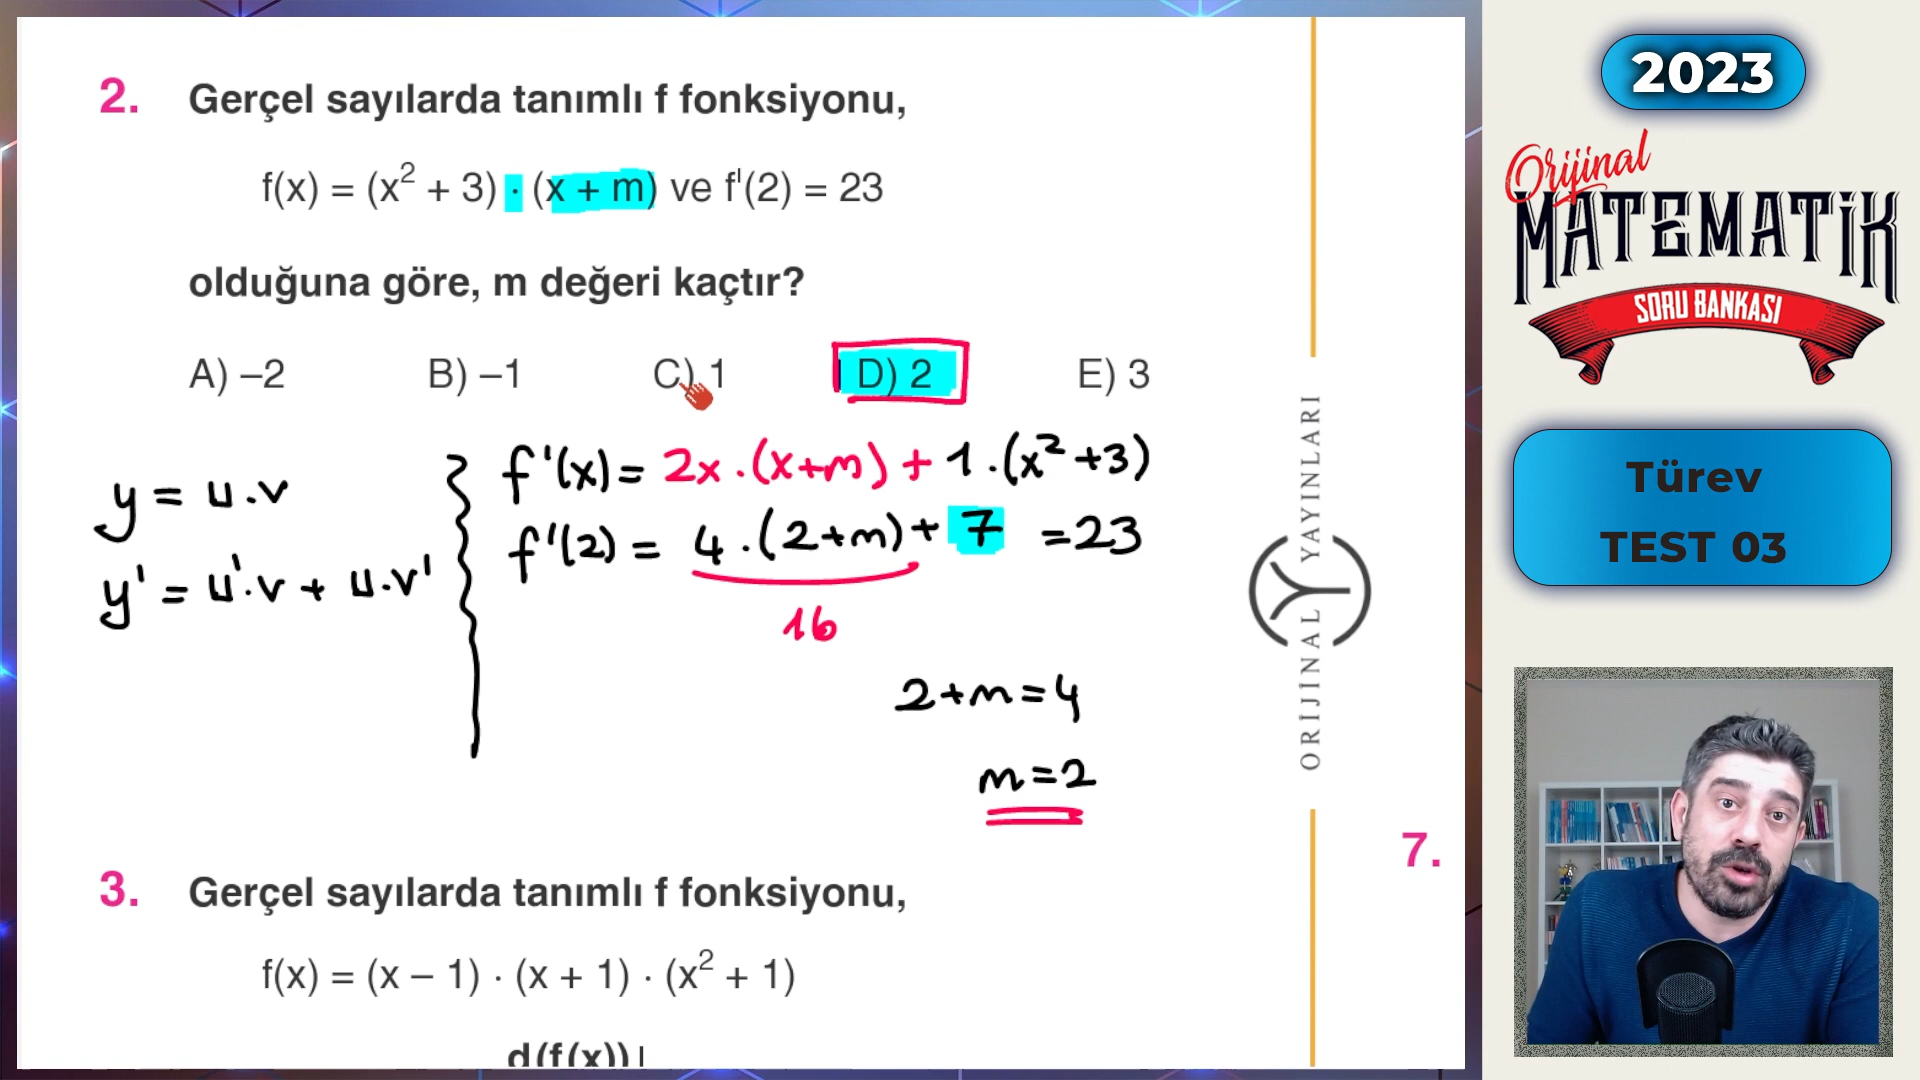 2. Gerçel sayılarda tanımlı f fonksiyonu,
f(x) = (x² + 3) · (x + m) ve f'(2) = 23
olduğuna göre, m değeri kaçtır?
A) –2 B) –1 C) 1 D) 2 E) 3
y = u.v
y' = u'.v + u.v'
f'(x) = 2x.(x+m) + 1.(x²+3)
f'(2) = 4.(2+m) + 7 =23
16
2+m=4
m=2
3. Gerçel sayılarda tanımlı f fonksiyonu,
f(x) = (x – 1) · (x + 1) · (x² + 1)
d(f(x))|
ORİJİNAL YAYINLARI
7.
2023
Orijinal
MATEMATİK
SORU BANKASI
Türev
TEST 03